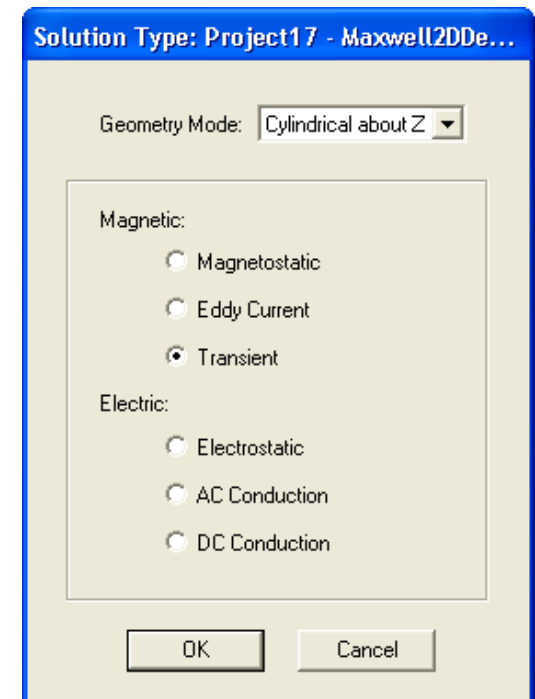 Solution Type: Project17 - Maxwell2DDe...
Geometry Mode: Cylindrical about Z
Magnetic:
Magnetostatic
Eddy Current
Transient
Electric:
Electrostatic
AC Conduction
DC Conduction
OK Cancel